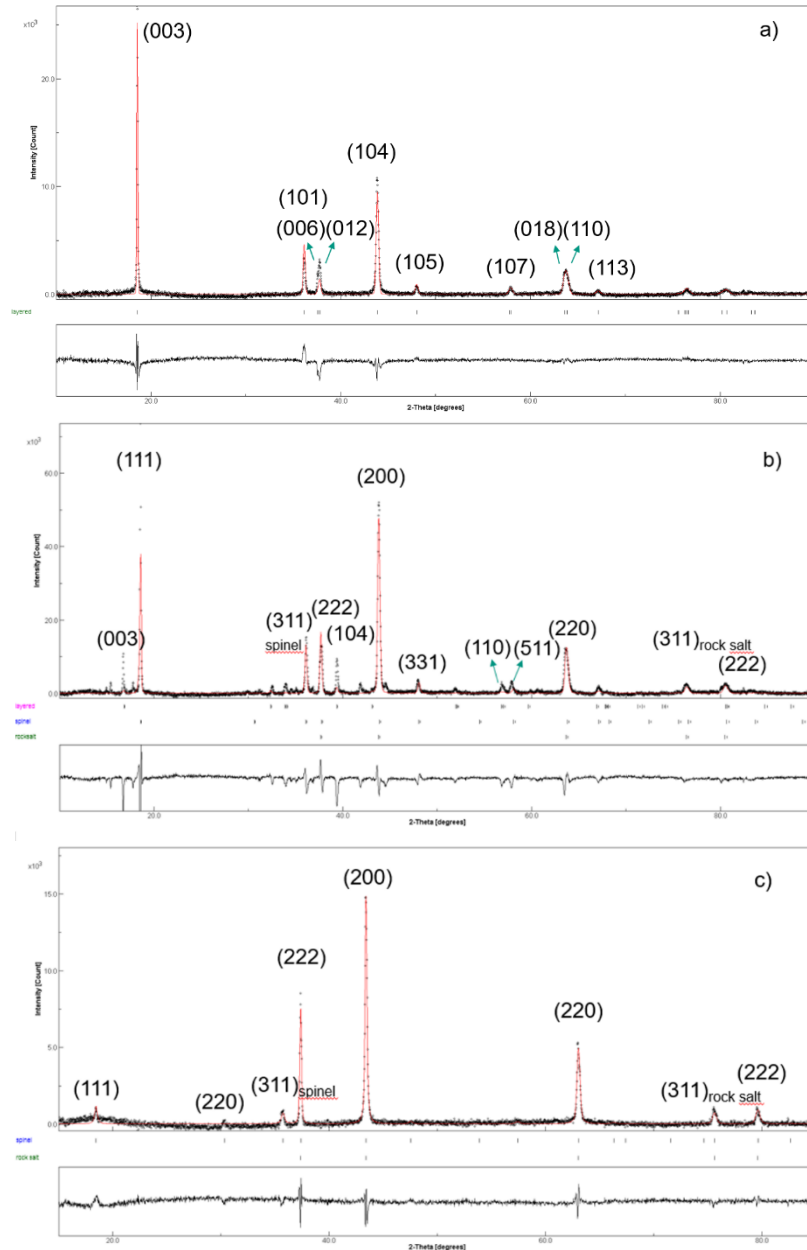 x10³
(003)
a)
20.0
Intensity [Count]
(104)
(101)
10.0
(006)(012)
(018)(110)
(105)
(107)
(113)
0.0
layered
20.0 40.0 60.0 80.0
2-Theta [degrees]
x10³
b)
(111)
(200)
60.0
Intensity [Count]
40.0
20.0
(311)
spinel
(222)
(003)
(104)
(331)
(110)
(511)
(220)
(311)rock salt
(222)
0.0
layered
spinel
rocksalt
20.0 40.0 60.0 80.0
2-Theta [degrees]
x10³
(200)
c)
15.0
Intensity [Count]
(222)
10.0
(220)
5.0
(111)
(220)
(311)spinel
(311)rock salt
(222)
0.0
spinel
rock salt
20.0 40.0 60.0 80.0
2-Theta [degrees]